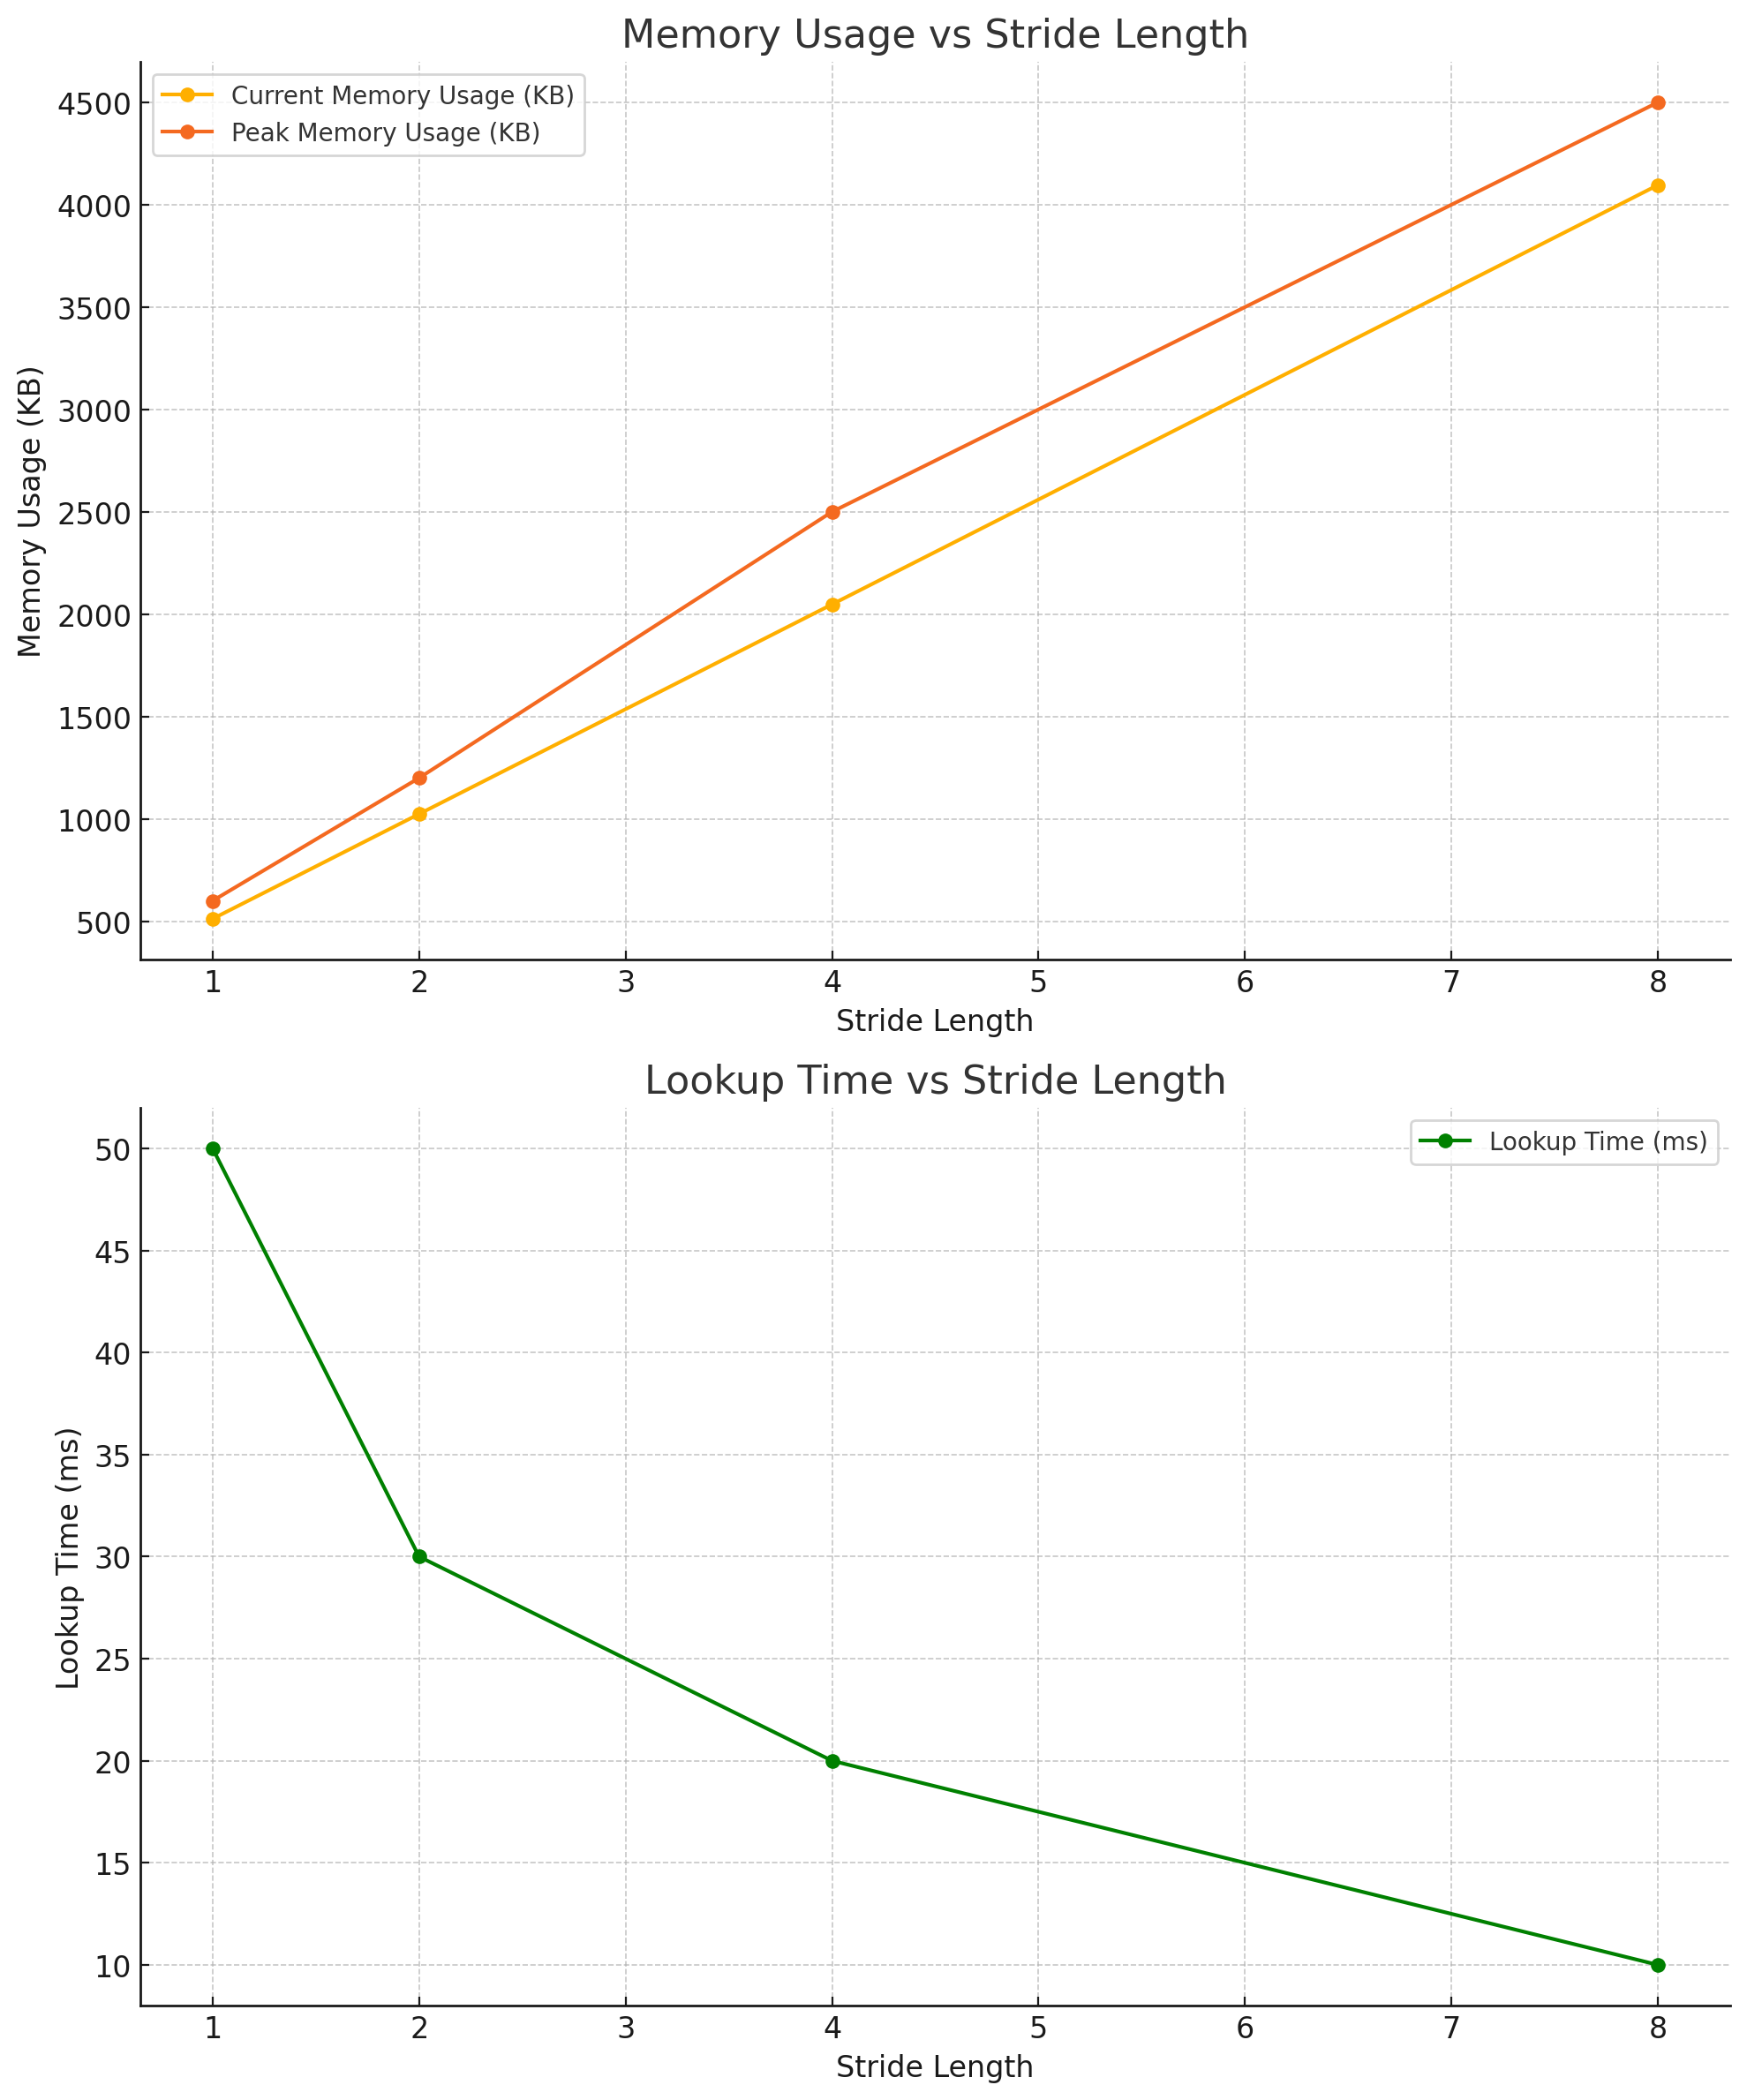 Memory Usage vs Stride Length
Current Memory Usage (KB)
Peak Memory Usage (KB)
Memory Usage (KB)
4500
4000
3500
3000
2500
2000
1500
1000
500
1 2 3 4 5 6 7 8
Stride Length
Lookup Time vs Stride Length
Lookup Time (ms)
Lookup Time (ms)
50
45
40
35
30
25
20
15
10
1 2 3 4 5 6 7 8
Stride Length